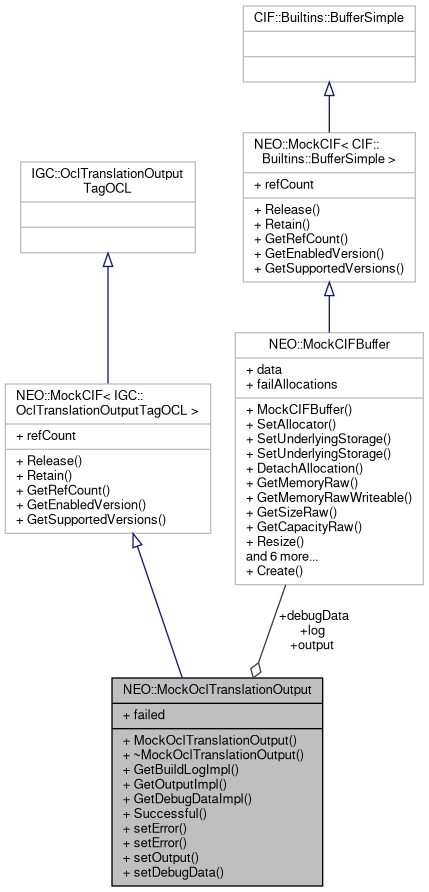 CIF::Builtins::BufferSimple
NEO::MockCIF< CIF::
Builtins::BufferSimple >
+ refCount
+ Release()
+ Retain()
+ GetRefCount()
+ GetEnabledVersion()
+ GetSupportedVersions()
IGC::OclTranslationOutput
TagOCL
NEO::MockCIFBuffer
+ data
+ failAllocations
+ MockCIFBuffer()
+ SetAllocator()
+ SetUnderlyingStorage()
+ SetUnderlyingStorage()
+ DetachAllocation()
+ GetMemoryRaw()
+ GetMemoryRawWriteable()
+ GetSizeRaw()
+ GetCapacityRaw()
+ Resize()
and 6 more...
+ Create()
NEO::MockCIF< IGC::
OclTranslationOutputTagOCL >
+ refCount
+ Release()
+ Retain()
+ GetRefCount()
+ GetEnabledVersion()
+ GetSupportedVersions()
+debugData
+log
+output
NEO::MockOclTranslationOutput
+ failed
+ MockOclTranslationOutput()
+ ~MockOclTranslationOutput()
+ GetBuildLogImpl()
+ GetOutputImpl()
+ GetDebugDataImpl()
+ Successful()
+ setError()
+ setError()
+ setOutput()
+ setDebugData()